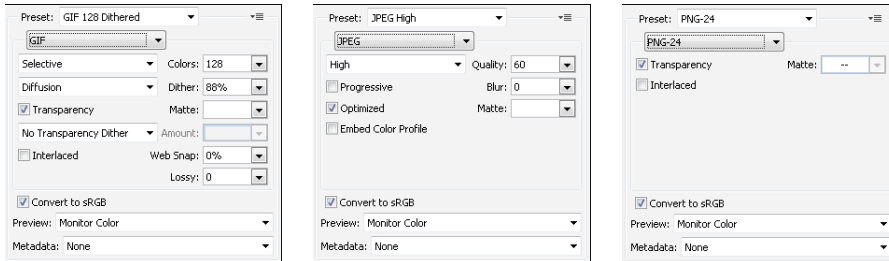 Preset: GIF 128 Dithered
GIF
Selective Colors: 128
Diffusion Dither: 88%
Transparency Matte:
No Transparency Dither Amount:
Interlaced Web Snap: 0%
Lossy: 0
Convert to sRGB
Preview: Monitor Color
Metadata: None
Preset: JPEG High
JPEG
High Quality: 60
Progressive Blur: 0
Optimized Matte:
Embed Color Profile
Convert to sRGB
Preview: Monitor Color
Metadata: None
Preset: PNG-24
PNG-24
Transparency Matte: --
Interlaced
Convert to sRGB
Preview: Monitor Color
Metadata: None